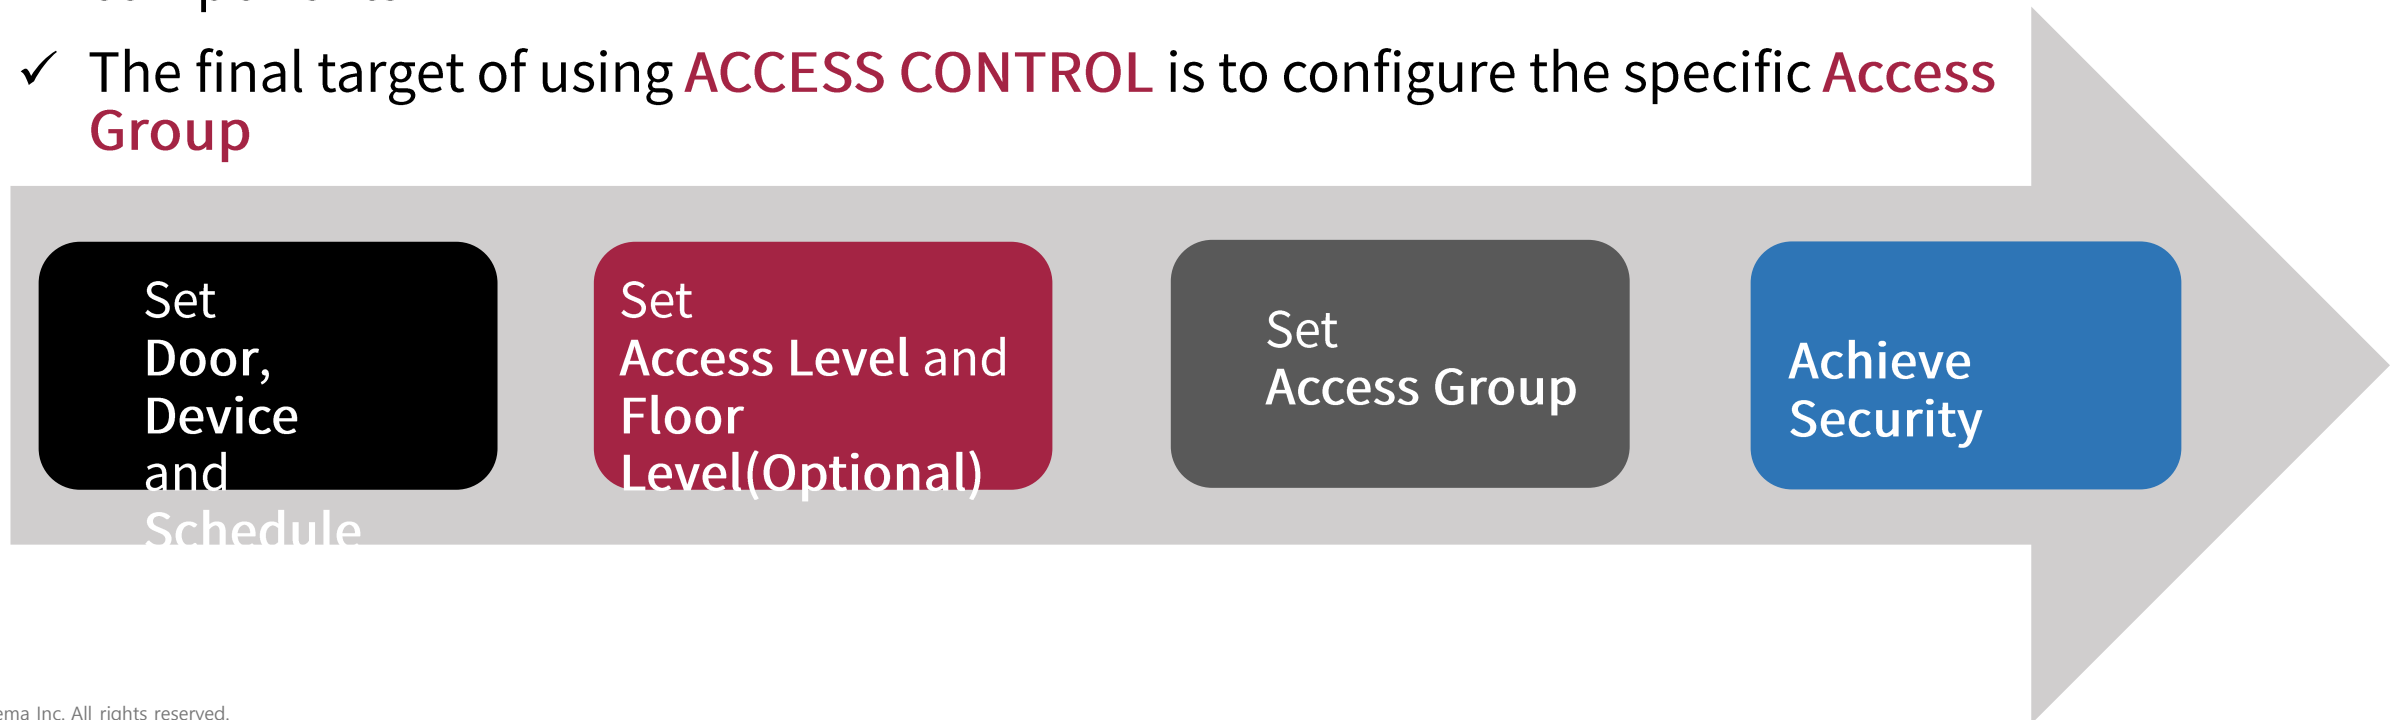 ✓ The final target of using ACCESS CONTROL is to configure the specific Access
Group
Set
Door,
Device
and
Schedule
Set
Access Level and
Floor
Level(Optional)
Set
Access Group
Achieve
Security
Inc. All rights reserved.